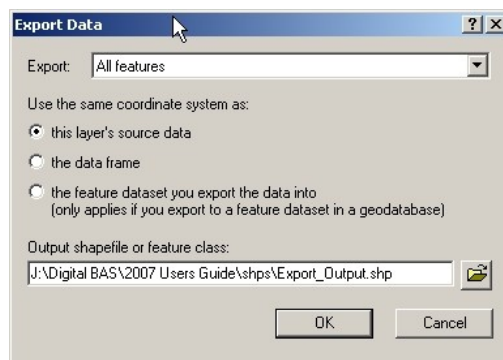 Export Data
Export: All features
Use the same coordinate system as:
this layer's source data
the data frame
the feature dataset you export the data into
(only applies if you export to a feature dataset in a geodatabase)
Output shapefile or feature class:
J:\Digital BAS\2007 Users Guide\shps\Export_Output.shp
OK Cancel